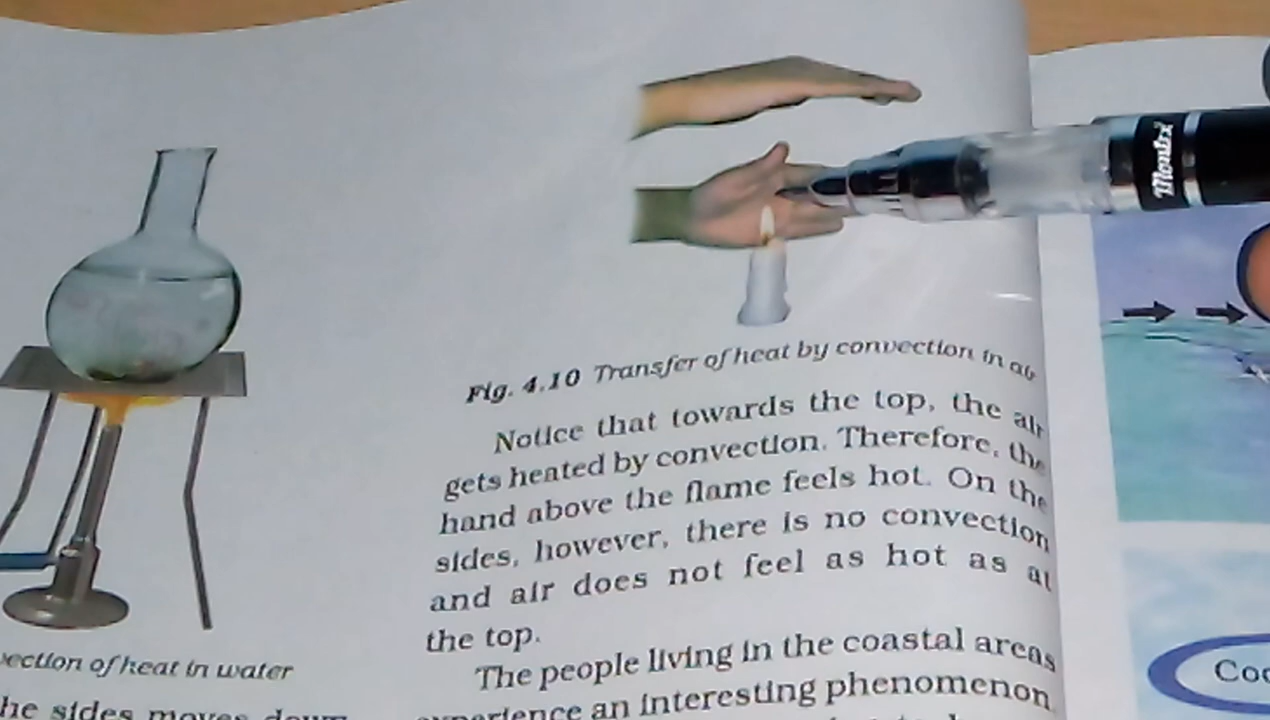 Montex
Fig. 4.10 Transfer of heat by convection in air
Notice that towards the top, the air
gets heated by convection. Therefore, the
hand above the flame feels hot. On the
sides, however, there is no convection
and air does not feel as hot as at
the top.
The people living in the coastal areas
experience an interesting phenomenon.
vection of heat in water
he sides moves down
Coo